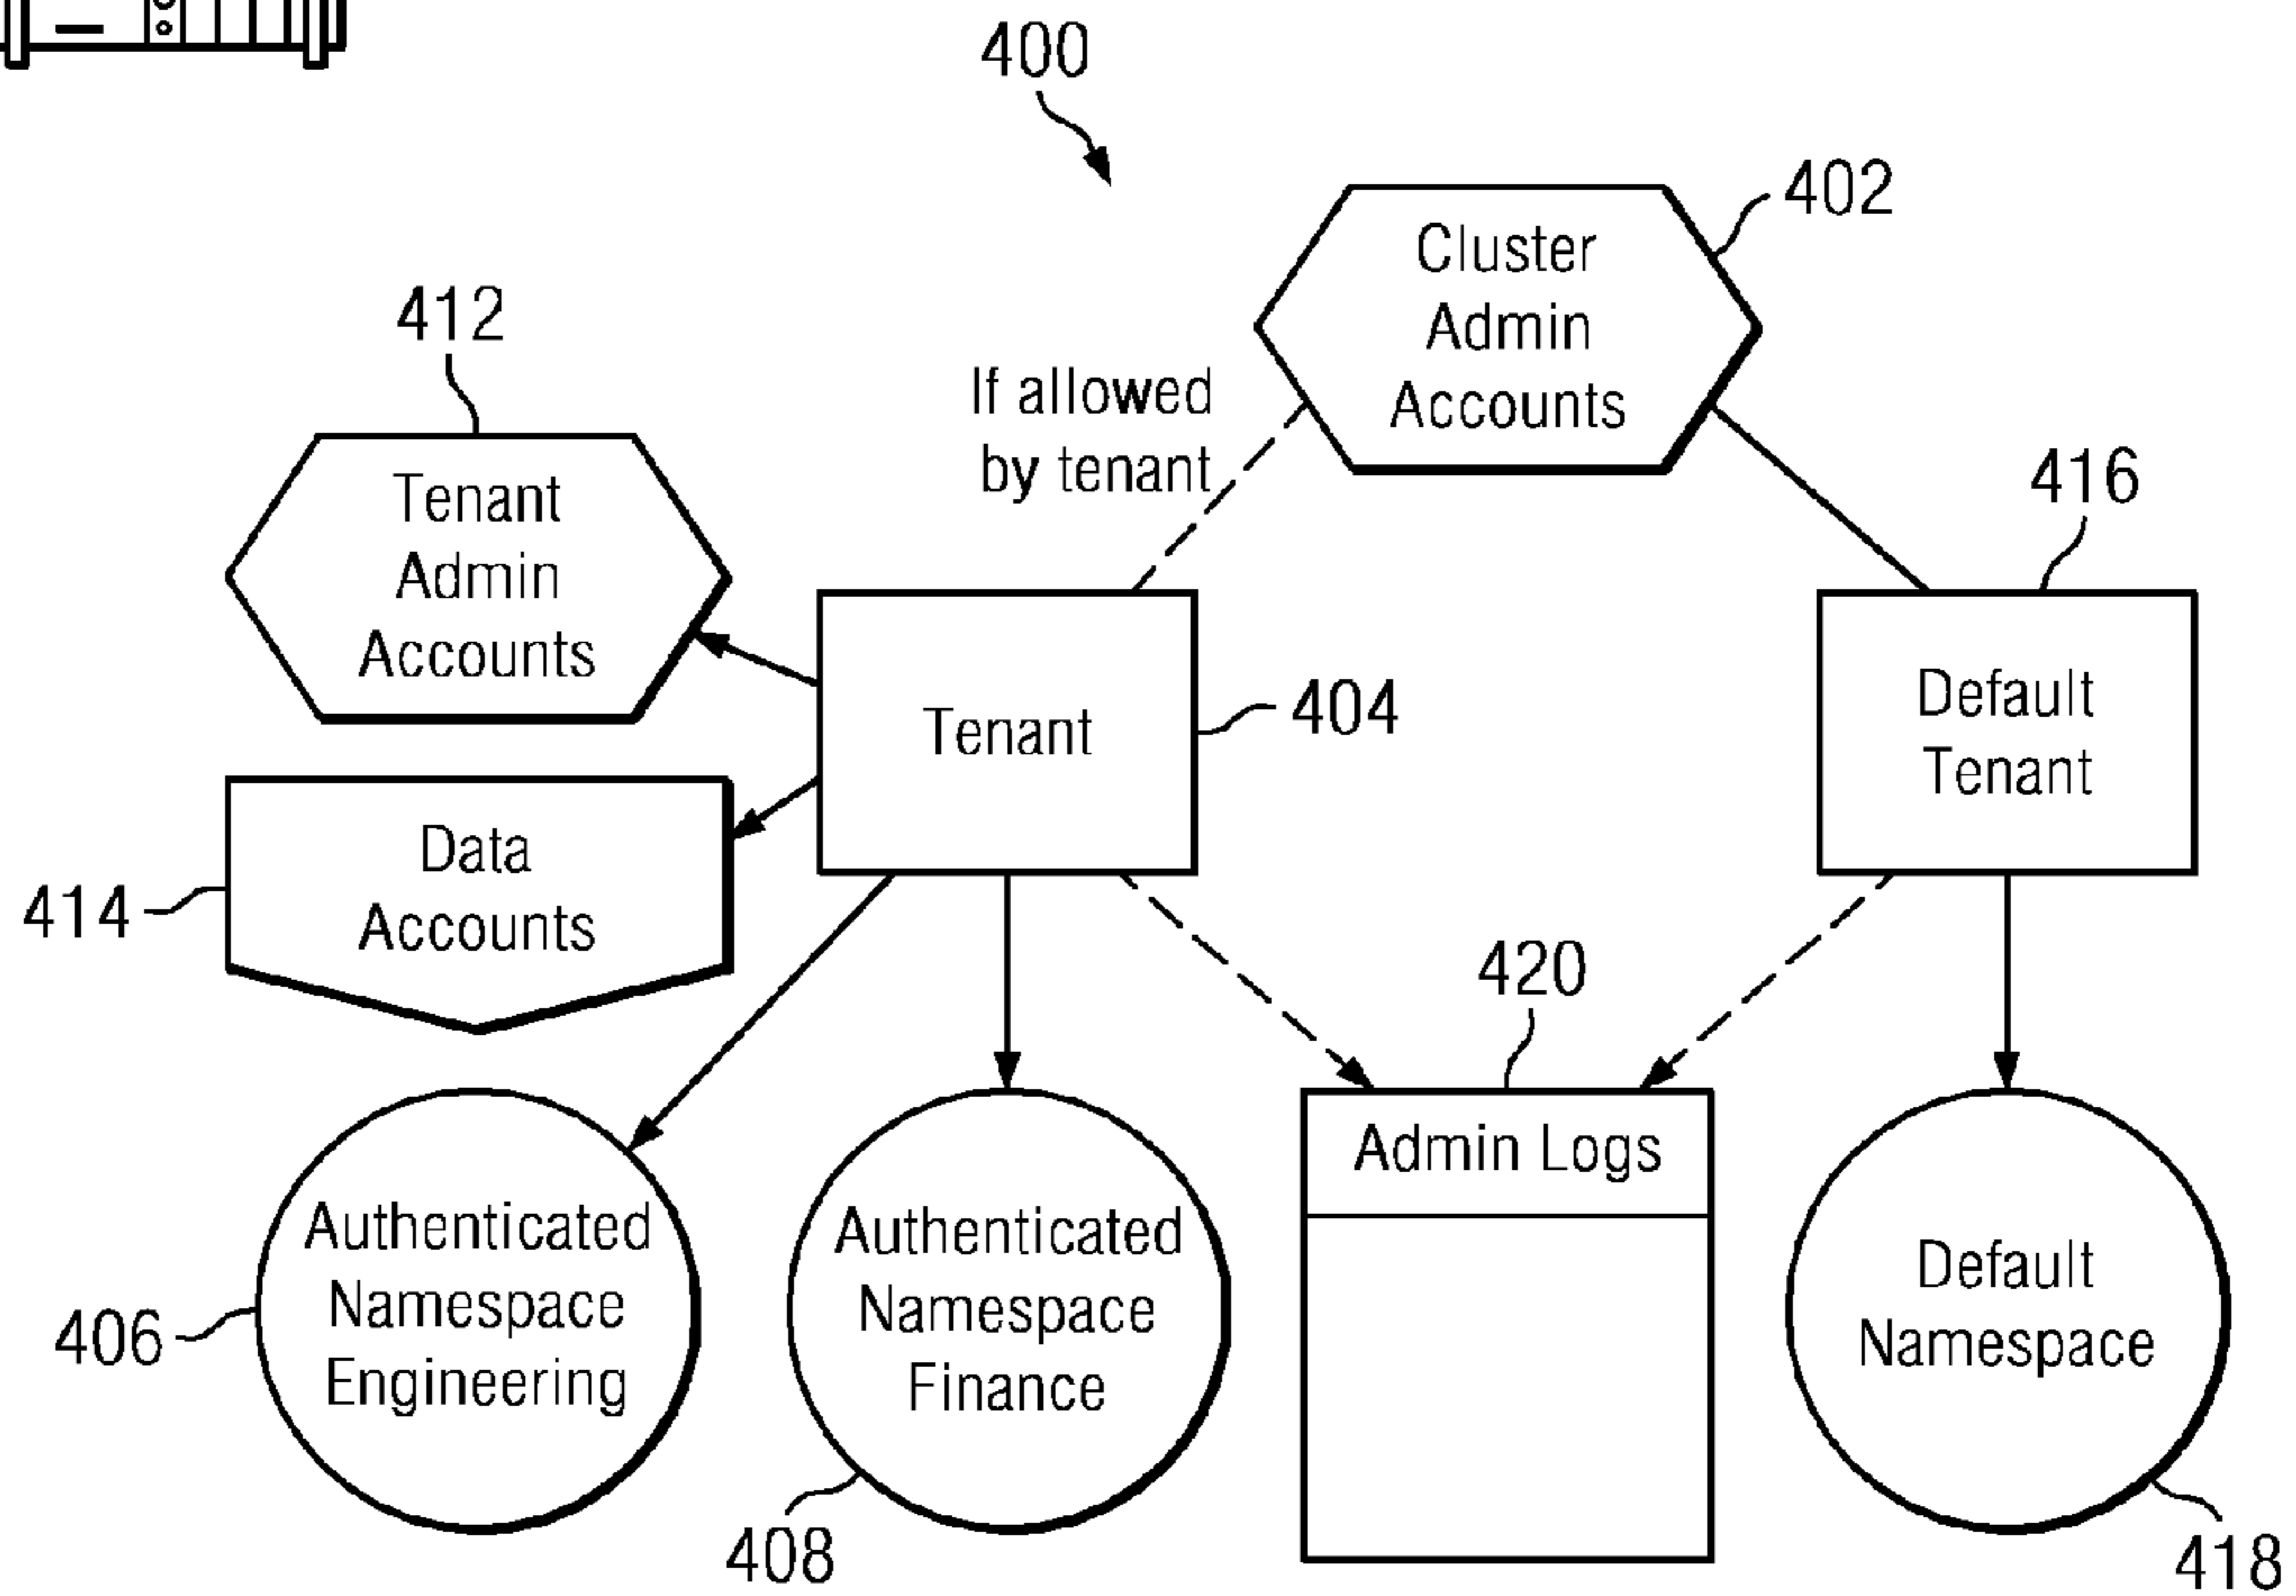 400
402
Cluster
Admin
Accounts
412
If allowed
by tenant
416
Tenant
Admin
Accounts
Tenant
404
Default
Tenant
Data
Accounts
414
420
Admin Logs
Authenticated
Namespace
Engineering
406
Authenticated
Namespace
Finance
408
Default
Namespace
418